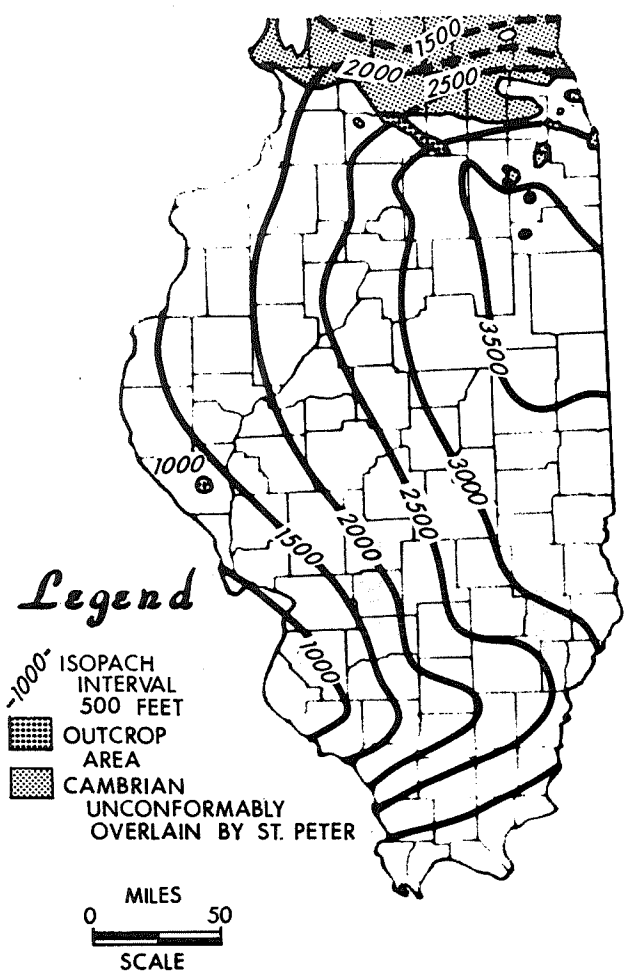 1500
2000
2500
3500
1000
3000
2500
2000
1500
1000
Legend
-1000- ISOPACH
INTERVAL
500 FEET
OUTCROP
AREA
CAMBRIAN
UNCONFORMABLY
OVERLAIN BY ST. PETER
MILES
0 50
SCALE